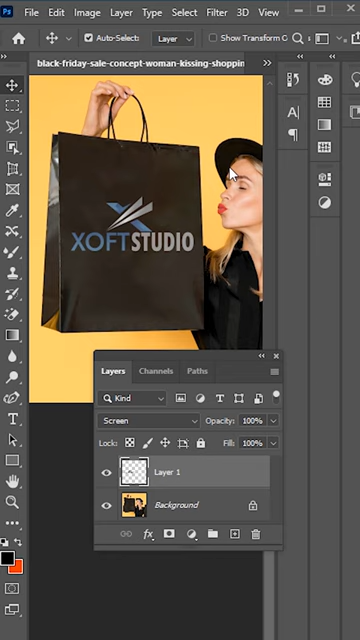 Ps File Edit Image Layer Type Select Filter 3D View
Auto-Select: Layer Show Transform C
black-friday-sale-concept-woman-kissing-shoppin
XOFTSTUDIO
Layers Channels Paths
Kind
Screen Opacity: 100%
Lock: Fill: 100%
Layer 1
Background